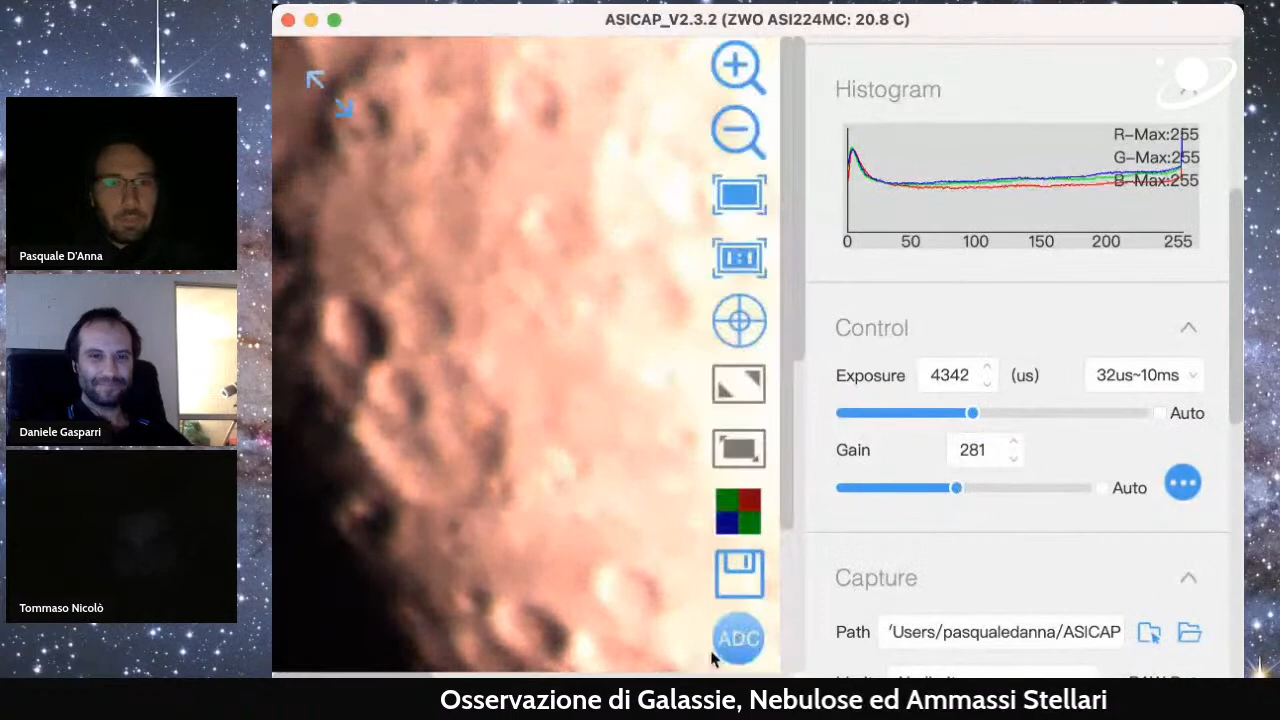 ASICAP_V2.3.2 (ZWO ASI224MC: 20.8 C)
Histogram
R-Max:255
G-Max:255
B-Max:255
0 50 100 150 200 255
Control
Exposure 4342 (us) 32us~10ms
Auto
Gain 281
Auto
Capture
Path 'Users/pasqualedanna/ASICAP
1:1
ADC
Pasquale D'Anna
Daniele Gasparri
Tommaso Nicolò
Osservazione di Galassie, Nebulose ed Ammassi Stellari